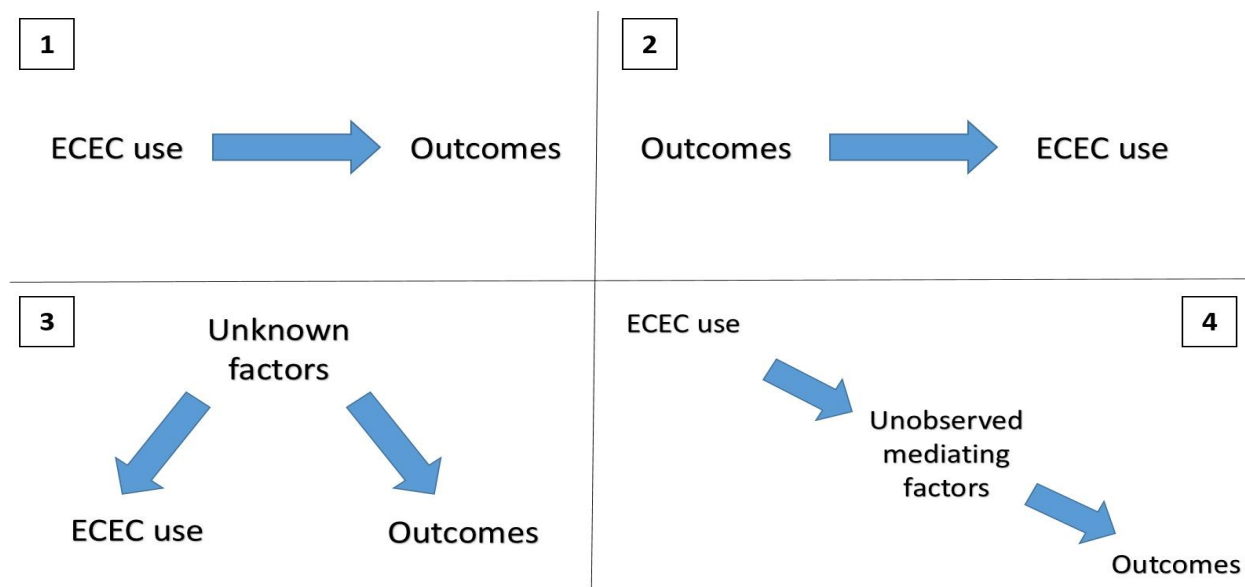 1
ECEC use
Outcomes
2
Outcomes
ECEC use
3
Unknown
factors
ECEC use
Outcomes
4
ECEC use
Unobserved
mediating
factors
Outcomes